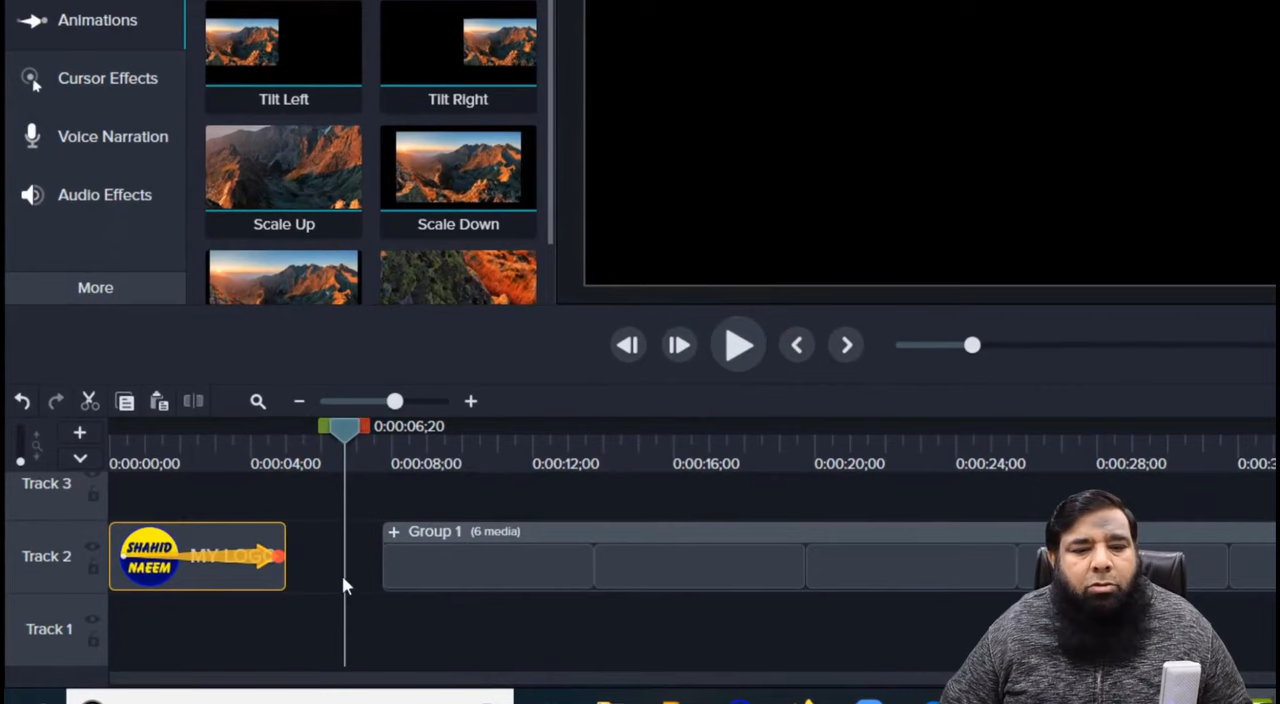 Animations
Cursor Effects
Voice Narration
Audio Effects
More
Tilt Left
Tilt Right
Scale Up
Scale Down
0:00:06;20
0:00:00;00
0:00:04;00
0:00:08;00
0:00:12;00
0:00:16;00
0:00:20;00
0:00:24;00
0:00:28;00
Track 3
Track 2
SHAHID
NAEEM
MY LOGO
+ Group 1 (6 media)
Track 1